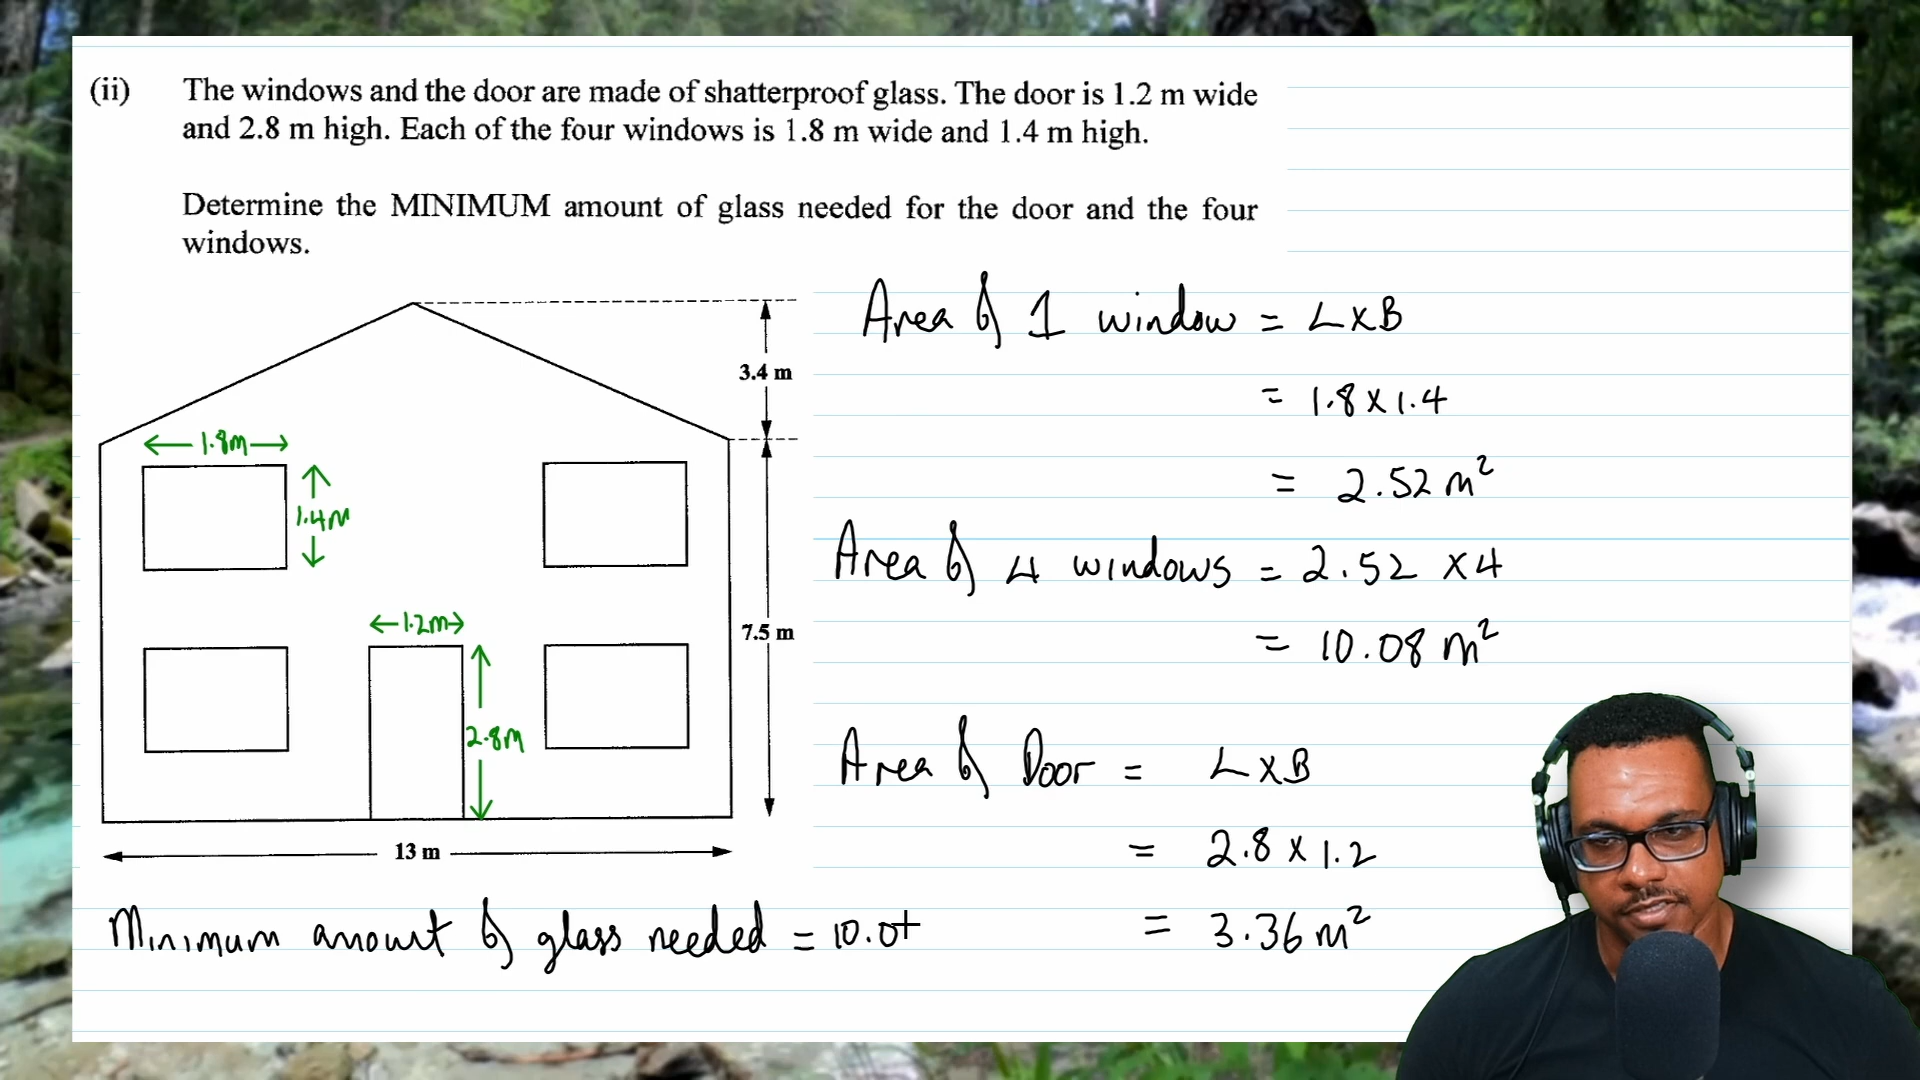 (ii) The windows and the door are made of shatterproof glass. The door is 1.2 m wide
and 2.8 m high. Each of the four windows is 1.8 m wide and 1.4 m high.
Determine the MINIMUM amount of glass needed for the door and the four
windows.
Area of 1 window = L×B
3.4 m
= 1.8 × 1.4
1.8m
= 2.52 m²
1.4m
Area of 4 windows = 2.52 ×4
1.2m
7.5 m
= 10.08 m²
2.8m
Area of Door = L×B
13 m
= 2.8 × 1.2
= 3.36 m²
Minimum amount of glass needed = 10.0+